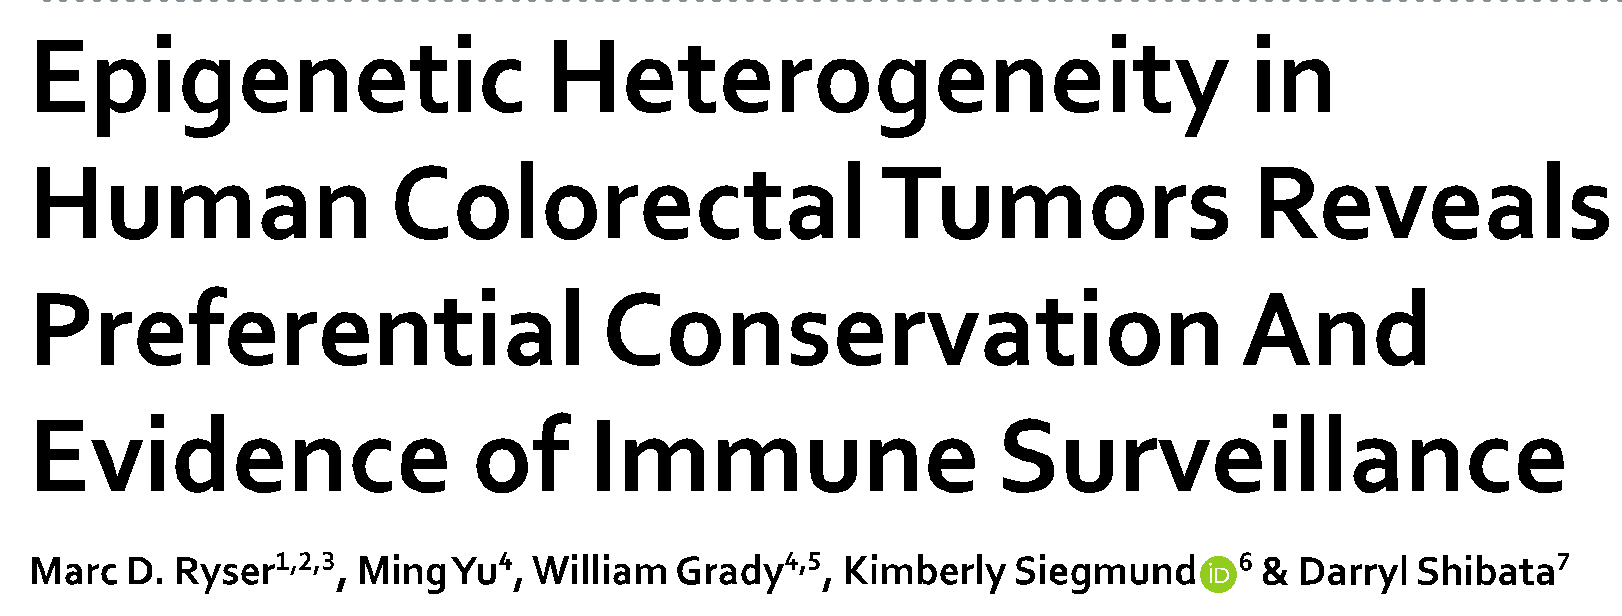 Epigenetic Heterogeneity in
Human Colorectal Tumors Reveals
Preferential Conservation And
Evidence of Immune Surveillance
Marc D. Ryser1,2,3, Ming Yu4, William Grady4,5, Kimberly Siegmund iD 6 & Darryl Shibata7